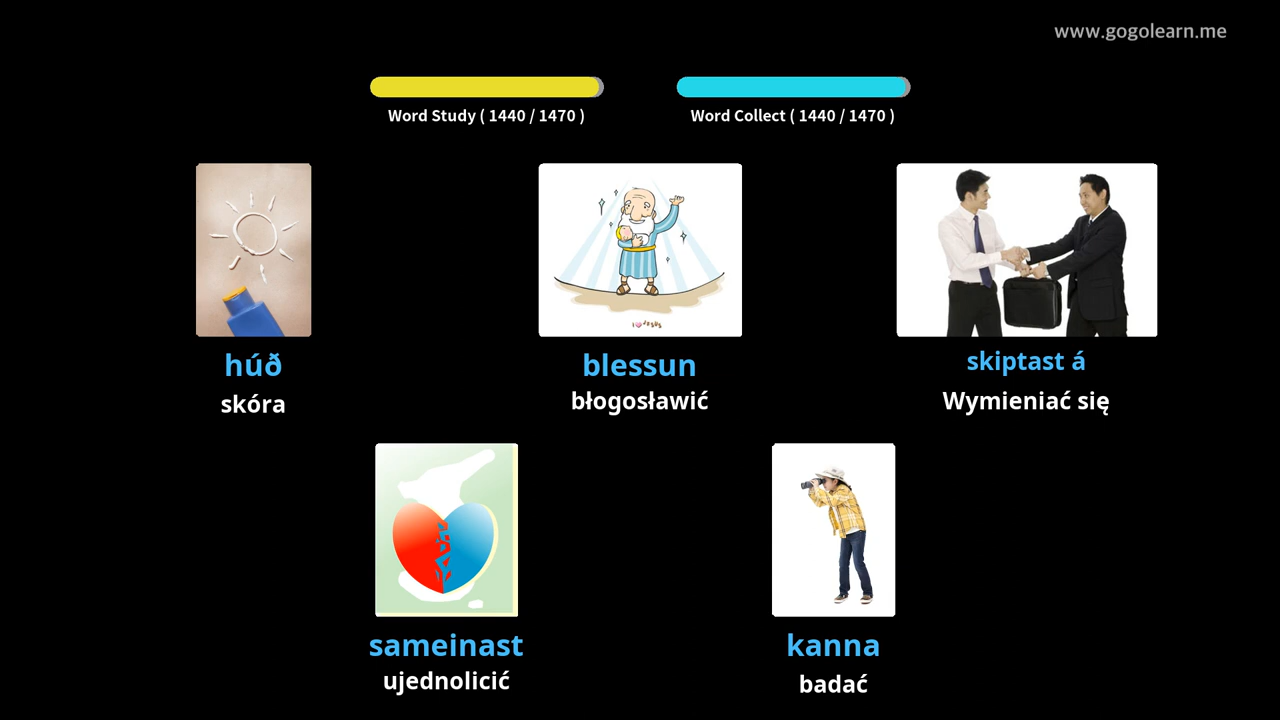 www.gogolearn.me
Word Study ( 1440 / 1470 )
Word Collect ( 1440 / 1470 )
húð
skóra
blessun
błogosławić
skiptast á
Wymieniać się
I JESUS
sameinast
ujednolicić
kanna
badać